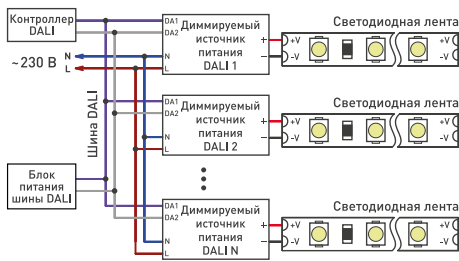 Контроллер
DALI
~230 В
N
L
Шина DALI
Блок
питания
шины DALI
DA1
DA2
N
L
Диммируемый
источник
питания
DALI 1
+
–
Светодиодная лента
+V
-V
+V
-V
DA1
DA2
N
L
Диммируемый
источник
питания
DALI 2
+
–
Светодиодная лента
+V
-V
+V
-V
DA1
DA2
N
L
Диммируемый
источник
питания
DALI N
+
–
Светодиодная лента
+V
-V
+V
-V